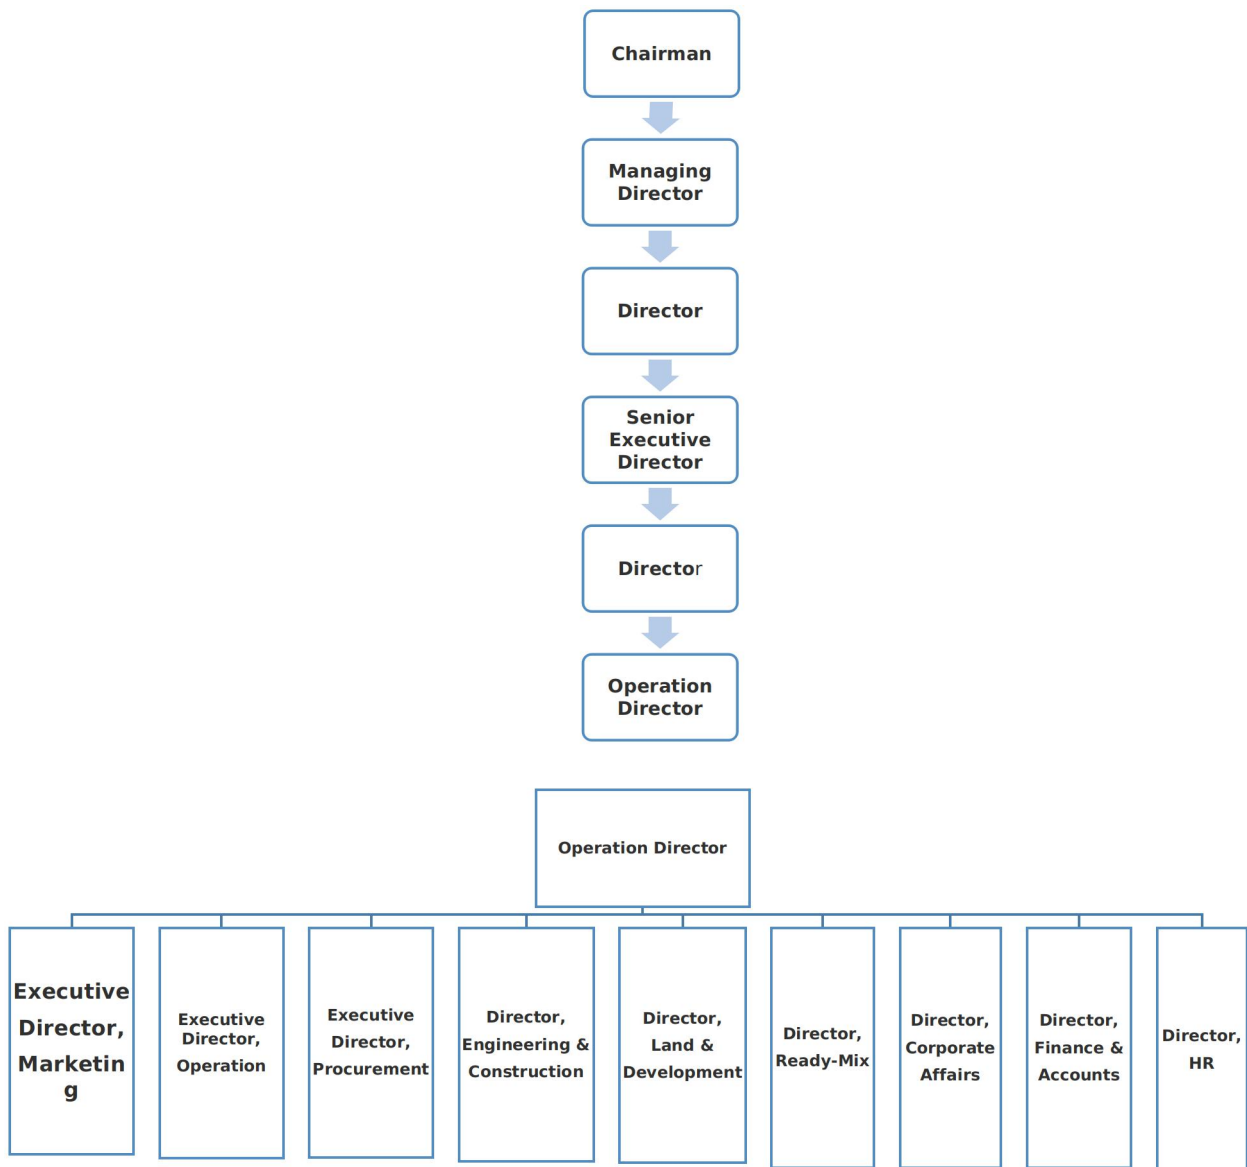 Chairman
Managing
Director
Director
Senior
Executive
Director
Director
Operation
Director
Operation Director
Executive
Director,
Marketin
g
Executive
Director,
Operation
Executive
Director,
Procurement
Director,
Engineering &
Construction
Director,
Land &
Development
Director,
Ready-Mix
Director,
Corporate
Affairs
Director,
Finance &
Accounts
Director,
HR